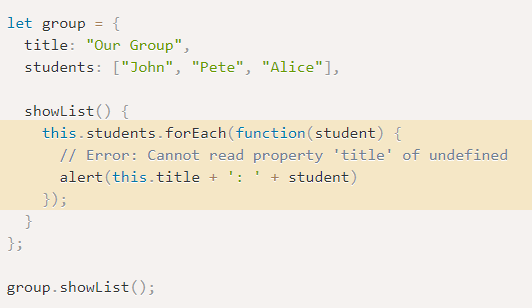 let group = {
  title: "Our Group",
  students: ["John", "Pete", "Alice"],

  showList() {
    this.students.forEach(function(student) {
      // Error: Cannot read property 'title' of undefined
      alert(this.title + ': ' + student)
    });
  }
};

group.showList();